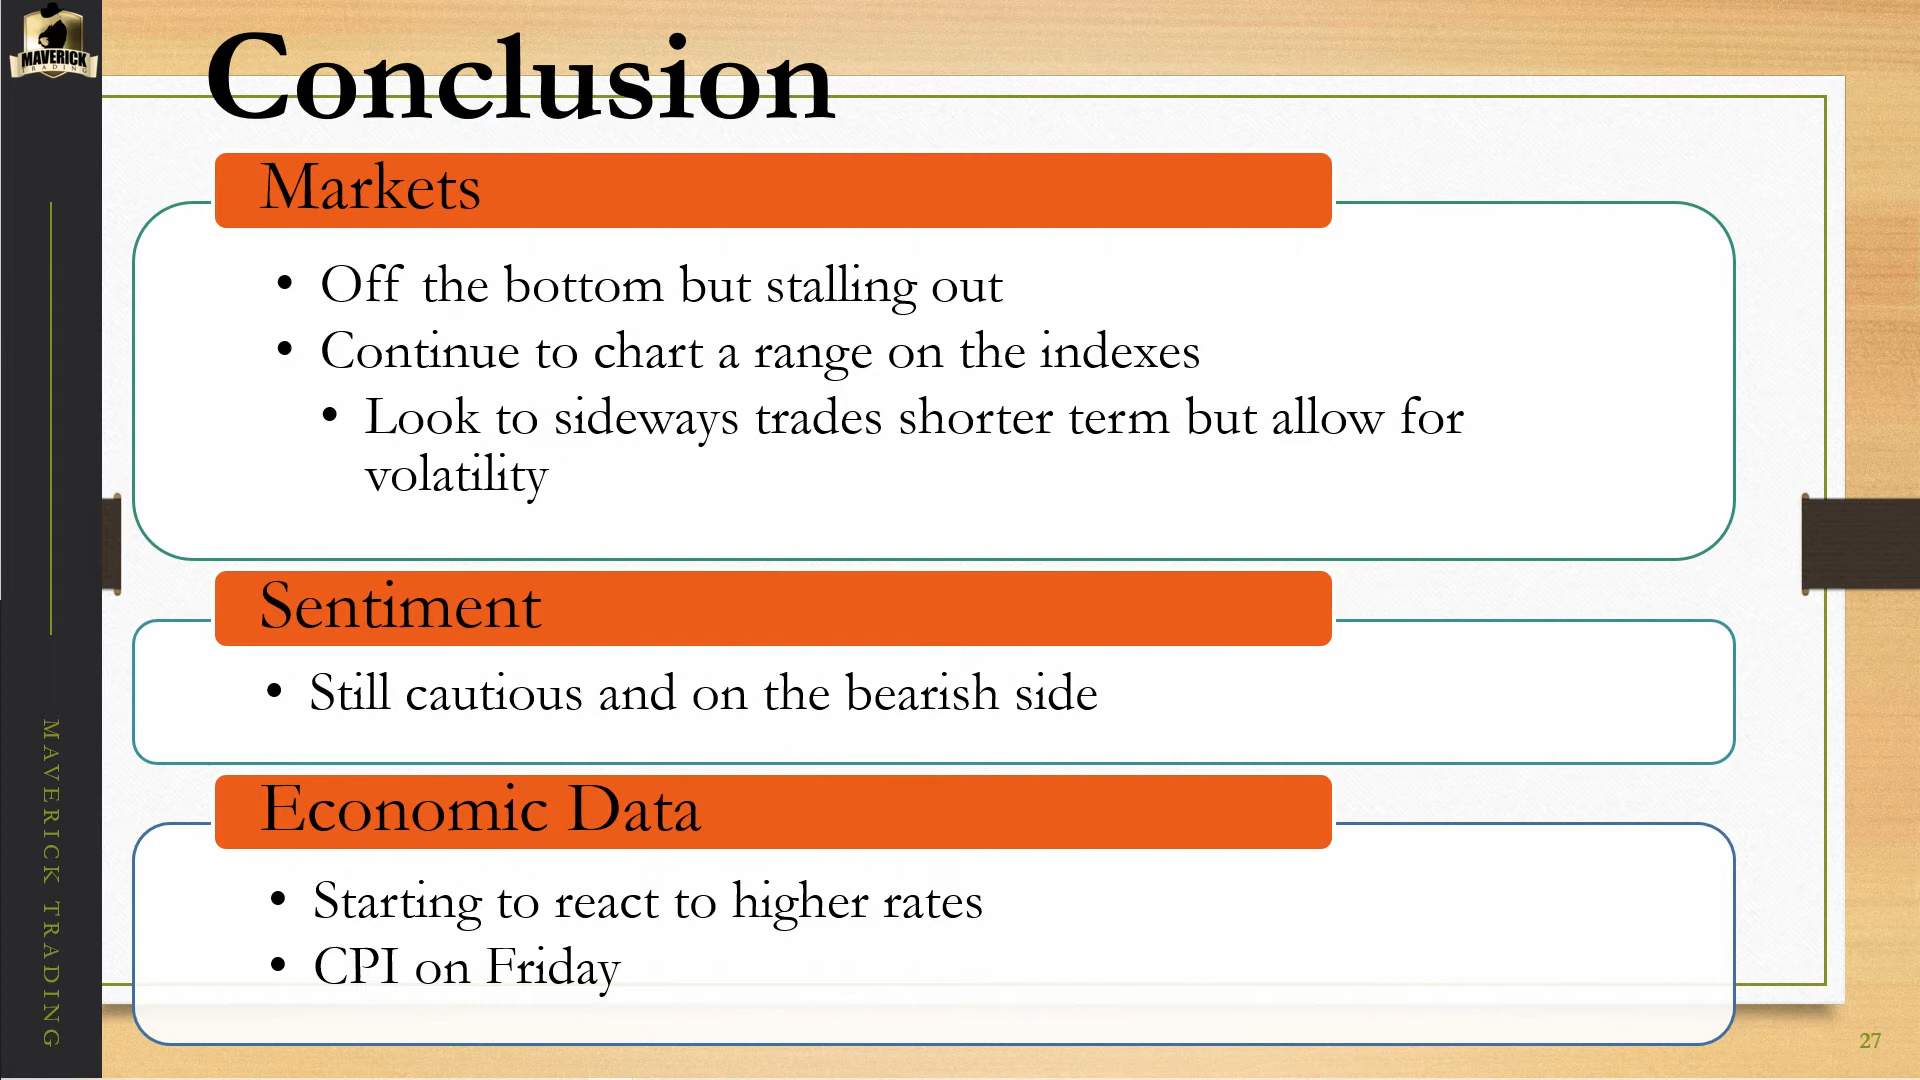 MAVERICK
TRADING
Conclusion
Markets
• Off the bottom but stalling out
• Continue to chart a range on the indexes
• Look to sideways trades shorter term but allow for
volatility
Sentiment
• Still cautious and on the bearish side
Economic Data
• Starting to react to higher rates
• CPI on Friday
MAVERICK TRADING
27